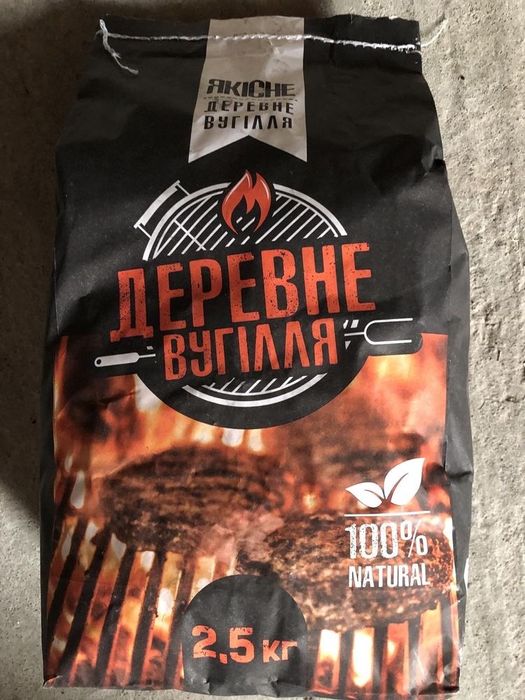 ЯКІСНЕ
ДЕРЕВНЕ
ВУГІЛЛЯ
ДЕРЕВНЕ
ВУГІЛЛЯ
100%
NATURAL
2,5 кг